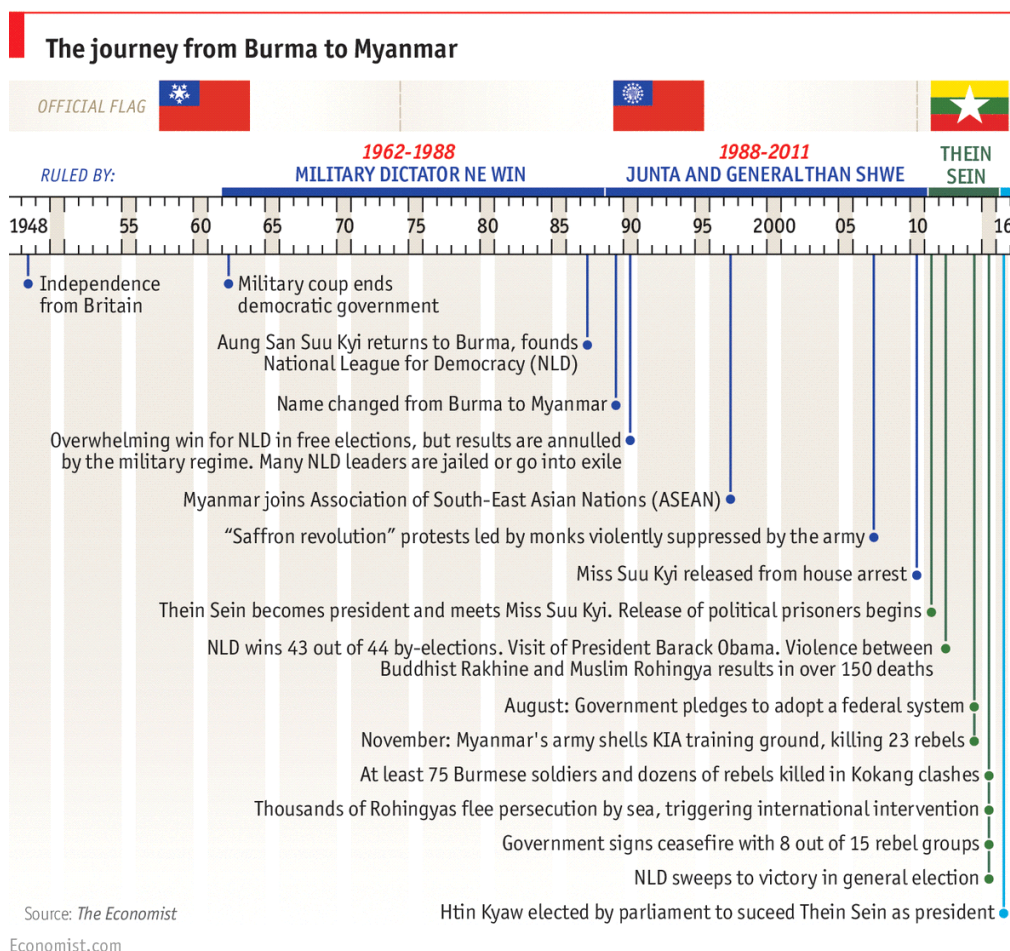 The journey from Burma to Myanmar
OFFICIAL FLAG
1962-1988
1988-2011
THEIN
SEIN
RULED BY:
MILITARY DICTATOR NE WIN
JUNTA AND GENERAL THAN SHWE
1948 55 60 65 70 75 80 85 90 95 2000 05 10 16
Independence
from Britain
Military coup ends
democratic government
Aung San Suu Kyi returns to Burma, founds
National League for Democracy (NLD)
Name changed from Burma to Myanmar
Overwhelming win for NLD in free elections, but results are annulled
by the military regime. Many NLD leaders are jailed or go into exile
Myanmar joins Association of South-East Asian Nations (ASEAN)
“Saffron revolution” protests led by monks violently suppressed by the army
Miss Suu Kyi released from house arrest
Thein Sein becomes president and meets Miss Suu Kyi. Release of political prisoners begins
NLD wins 43 out of 44 by-elections. Visit of President Barack Obama. Violence between
Buddhist Rakhine and Muslim Rohingya results in over 150 deaths
August: Government pledges to adopt a federal system
November: Myanmar's army shells KIA training ground, killing 23 rebels
At least 75 Burmese soldiers and dozens of rebels killed in Kokang clashes
Thousands of Rohingyas flee persecution by sea, triggering international intervention
Government signs ceasefire with 8 out of 15 rebel groups
NLD sweeps to victory in general election
Htin Kyaw elected by parliament to suceed Thein Sein as president
Source: The Economist
Economist.com